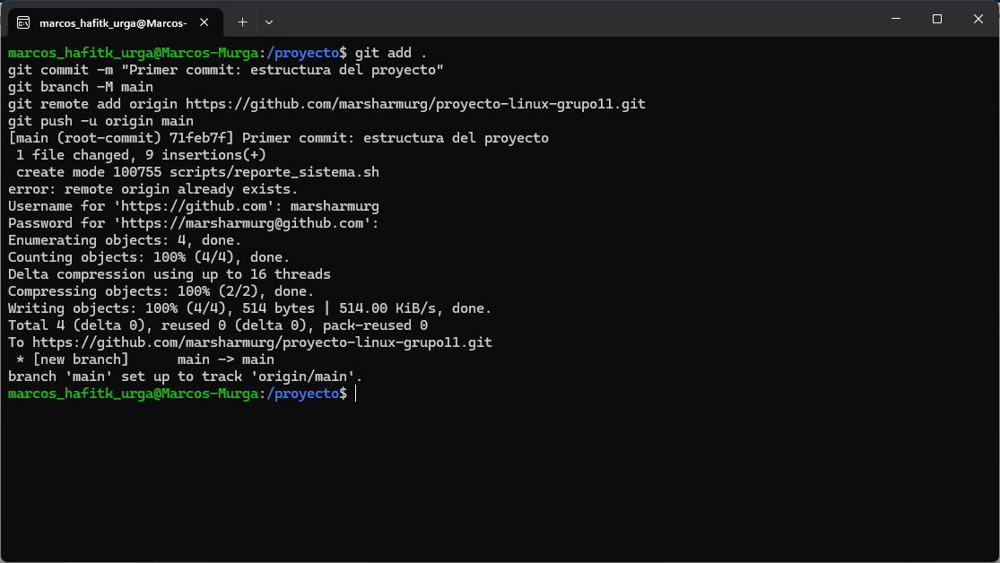 marcos_hafitk_urga@Marcos-
marcos_hafitk_urga@Marcos-Murga:/proyecto$ git add .
git commit -m "Primer commit: estructura del proyecto"
git branch -M main
git remote add origin https://github.com/marsharmurg/proyecto-linux-grupo11.git
git push -u origin main
[main (root-commit) 71feb7f] Primer commit: estructura del proyecto
 1 file changed, 9 insertions(+)
 create mode 100755 scripts/reporte_sistema.sh
error: remote origin already exists.
Username for 'https://github.com': marsharmurg
Password for 'https://marsharmurg@github.com':
Enumerating objects: 4, done.
Counting objects: 100% (4/4), done.
Delta compression using up to 16 threads
Compressing objects: 100% (2/2), done.
Writing objects: 100% (4/4), 514 bytes | 514.00 KiB/s, done.
Total 4 (delta 0), reused 0 (delta 0), pack-reused 0
To https://github.com/marsharmurg/proyecto-linux-grupo11.git
 * [new branch]      main -> main
branch 'main' set up to track 'origin/main'.
marcos_hafitk_urga@Marcos-Murga:/proyecto$